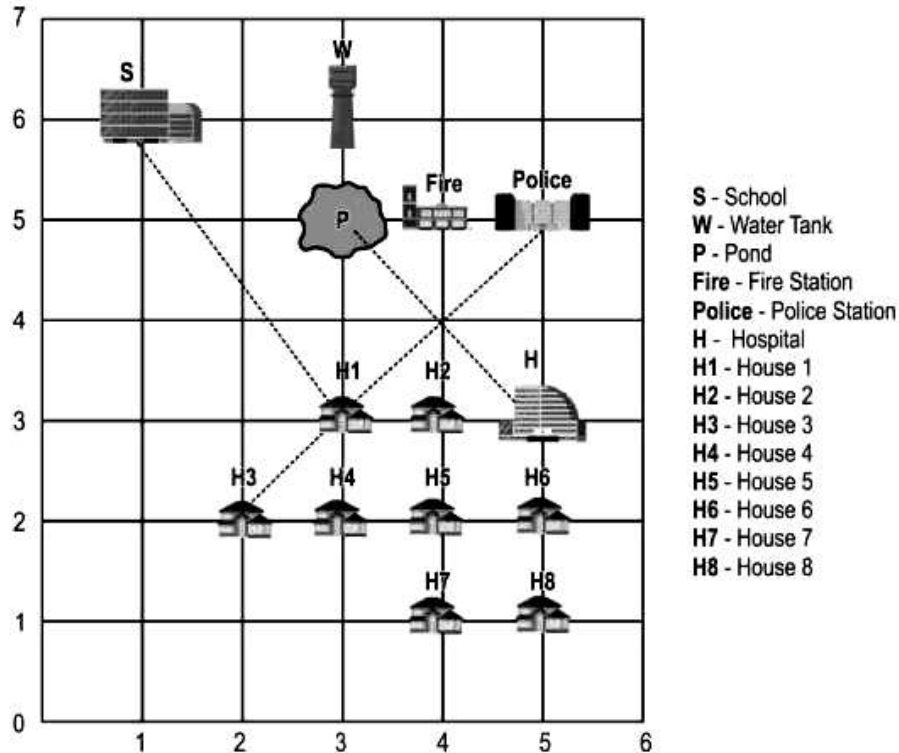 7
W
S
6
Fire
Police
5
P
4
H1
H2
H
3
H3
H4
H5
H6
2
H7
H8
1
0
1
2
3
4
5
6
S - School
W - Water Tank
P - Pond
Fire - Fire Station
Police - Police Station
H - Hospital
H1 - House 1
H2 - House 2
H3 - House 3
H4 - House 4
H5 - House 5
H6 - House 6
H7 - House 7
H8 - House 8